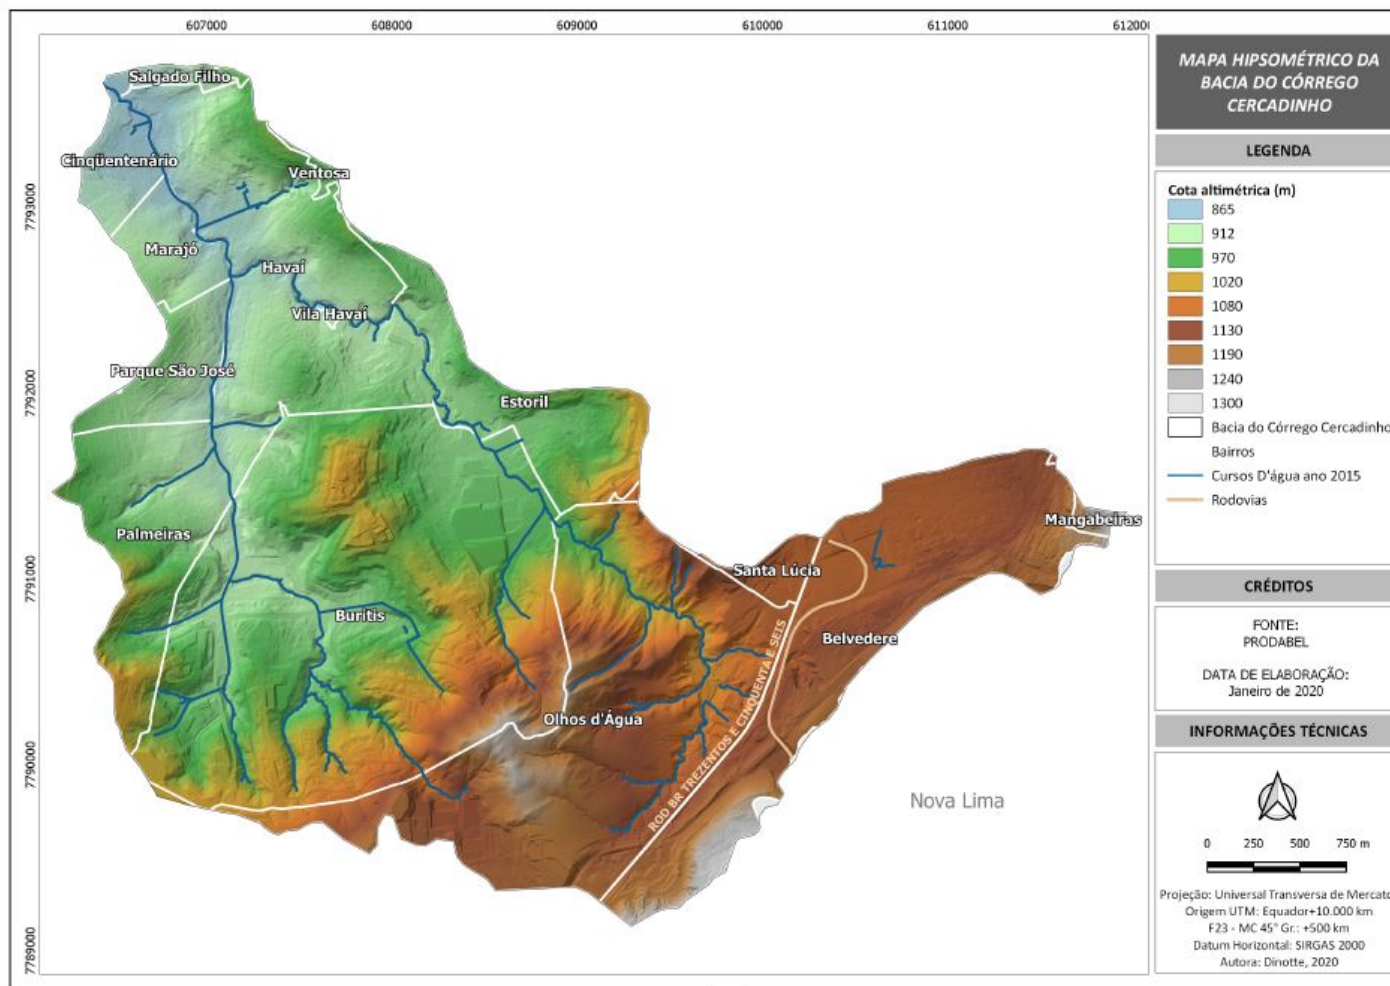 607000
608000
609000
610000
611000
61200
7793000
7792000
7791000
7790000
7789000
Salgado Filho
Cinqüentenário
Ventosa
Marajó
Havaí
Vila Havaí
Parque São José
Estoril
Palmeiras
Mangabeiras
Santa Lúcia
Buritis
Belvedere
Olhos d'Água
ROD BR TREZENTOS E CINQUENTA E SEIS
Nova Lima
MAPA HIPSOMÉTRICO DA
BACIA DO CÓRREGO
CERCADINHO
LEGENDA
Cota altimétrica (m)
865
912
970
1020
1080
1130
1190
1240
1300
Bacia do Córrego Cercadinho
Bairros
Cursos D'água ano 2015
Rodovias
CRÉDITOS
FONTE:
PRODABEL
DATA DE ELABORAÇÃO:
Janeiro de 2020
INFORMAÇÕES TÉCNICAS
0 250 500 750 m
Projeção: Universal Transversa de Mercato
Origem UTM: Equador+10.000 km
F23 - MC 45° Gr.: +500 km
Datum Horizontal: SIRGAS 2000
Autora: Dinotte, 2020